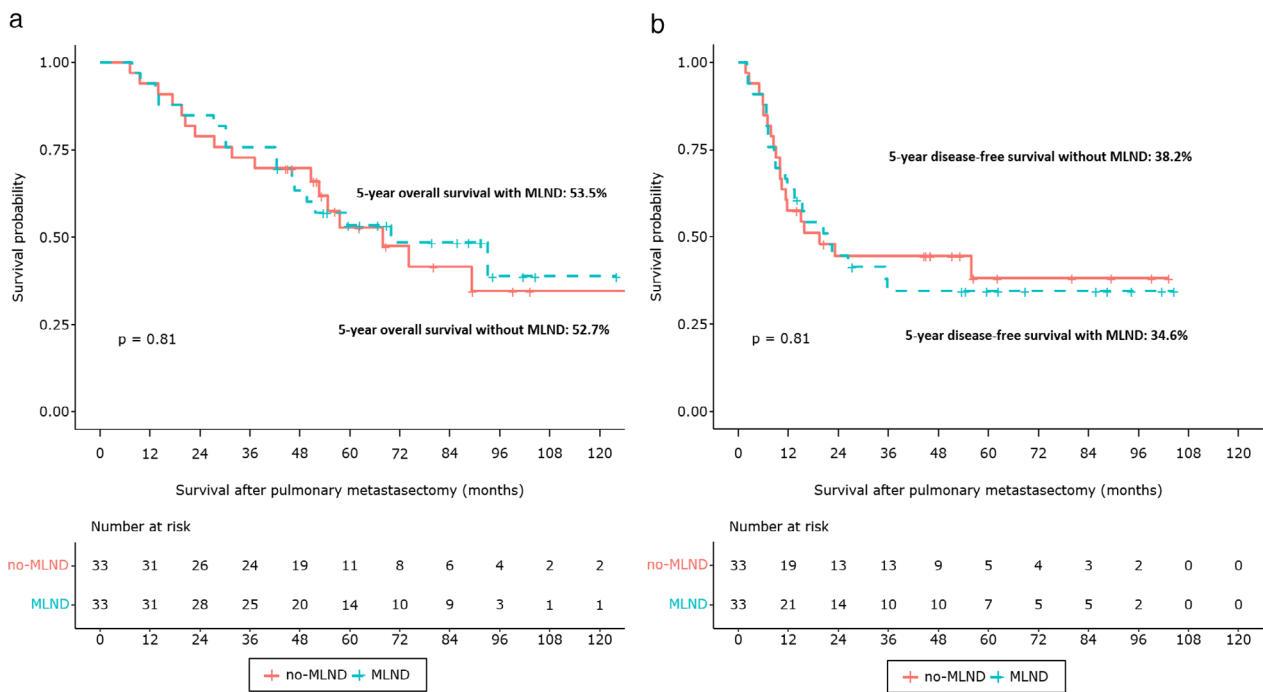 a
Survival probability
1.00
0.75
0.50
0.25
0.00
5-year overall survival with MLND: 53.5%
5-year overall survival without MLND: 52.7%
p = 0.81
0 12 24 36 48 60 72 84 96 108 120
Survival after pulmonary metastasectomy (months)
Number at risk
no-MLND 33 31 26 24 19 11 8 6 4 2 2
MLND 33 31 28 25 20 14 10 9 3 1 1
0 12 24 36 48 60 72 84 96 108 120
no-MLND MLND
b
Survival probability
1.00
0.75
0.50
0.25
0.00
5-year disease-free survival without MLND: 38.2%
5-year disease-free survival with MLND: 34.6%
p = 0.81
0 12 24 36 48 60 72 84 96 108 120
Survival after pulmonary metastasectomy (months)
Number at risk
no-MLND 33 19 13 13 9 5 4 3 2 0 0
MLND 33 21 14 10 10 7 5 5 2 0 0
0 12 24 36 48 60 72 84 96 108 120
no-MLND MLND